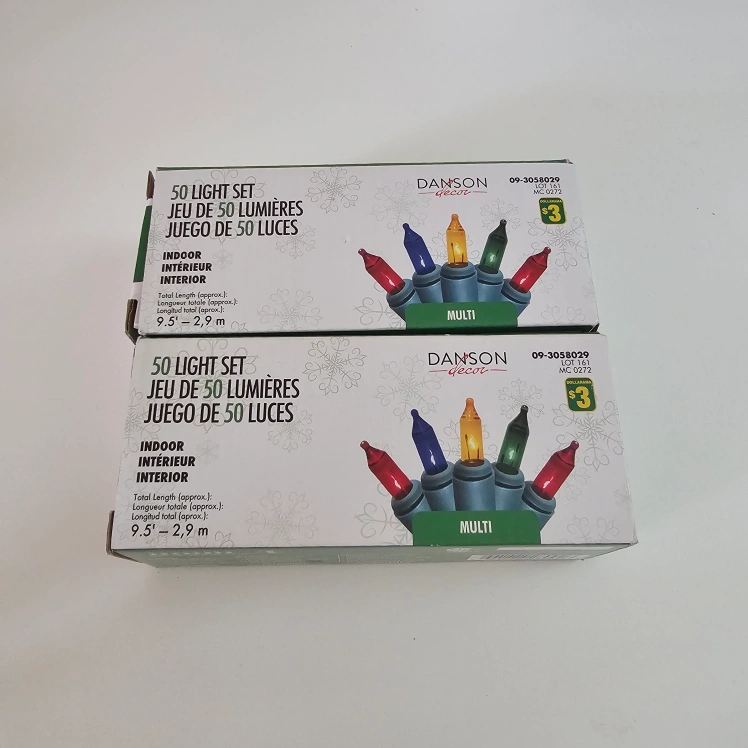 50 LIGHT SET
JEU DE 50 LUMIÈRES
JUEGO DE 50 LUCES
INDOOR
INTÉRIEUR
INTERIOR
Total Length (approx.):
Longueur totale (approx.):
Longitud total (aprox.):
9.5' – 2,9 m
DANSON
decor
09-3058029
LOT 161
MC 0272
DOLLARAMA
$3
MULTI
50 LIGHT SET
JEU DE 50 LUMIÈRES
JUEGO DE 50 LUCES
INDOOR
INTÉRIEUR
INTERIOR
Total Length (approx.):
Longueur totale (approx.):
Longitud total (aprox.):
9.5' – 2,9 m
DANSON
decor
09-3058029
LOT 161
MC 0272
DOLLARAMA
$3
MULTI